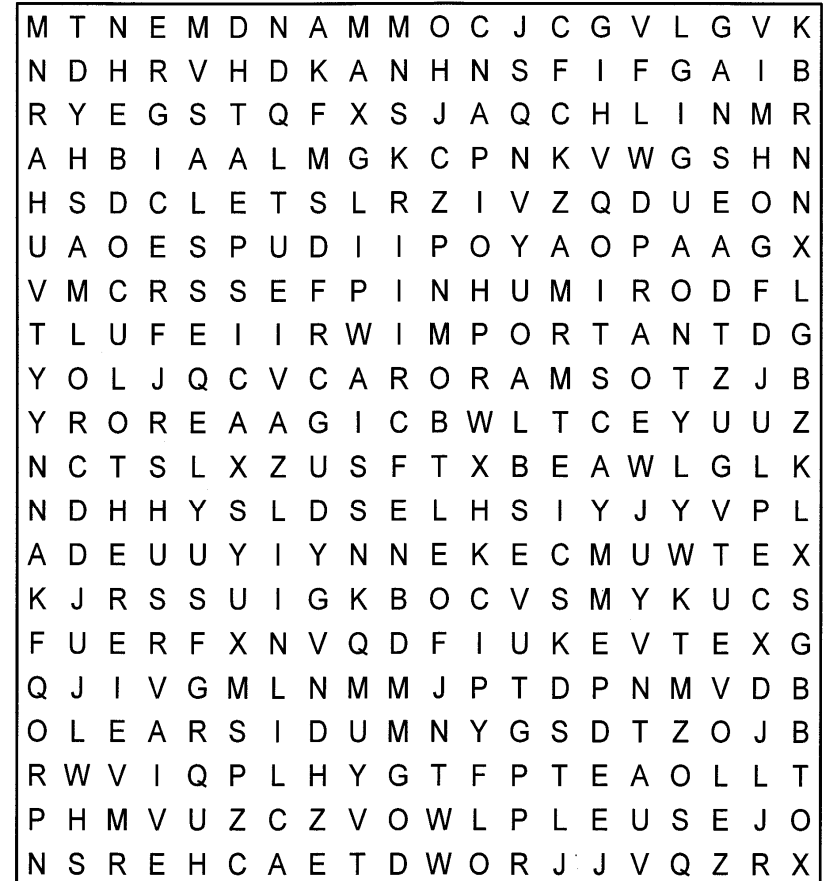 M T N E M D N A M M O C J C G V L G V K
N D H R V H D K A N H N S F I F G A I B
R Y E G S T Q F X S J A Q C H L I N M R
A H B I A A L M G K C P N K V W G S H N
H S D C L E T S L R Z I V Z Q D U E O N
U A O E S P U D I I P O Y A O P A A G X
V M C R S S E F P I N H U M I R O D F L
T L U F E I I R W I M P O R T A N T D G
Y O L J Q C V C A R O R A M S O T Z J B
Y R O R E A A G I C B W L T C E Y U U Z
N C T S L X Z U S F T X B E A W L G L K
N D H H Y S L D S E L H S I Y J Y V P L
A D E U U Y I Y N N E K E C M U W T E X
K J R S S U I G K B O C V S M Y K U C S
F U E R F X N V Q D F I U K E V T E X G
Q J I V G M L N M M J P T D P N M V D B
O L E A R S I D U M N Y G S D T Z O J B
R W V I Q P L H Y G T F P T E A O L L T
P H M V U Z C Z V O W L P L E U S E J O
N S R E H C A E T D W O R J J V Q Z R X